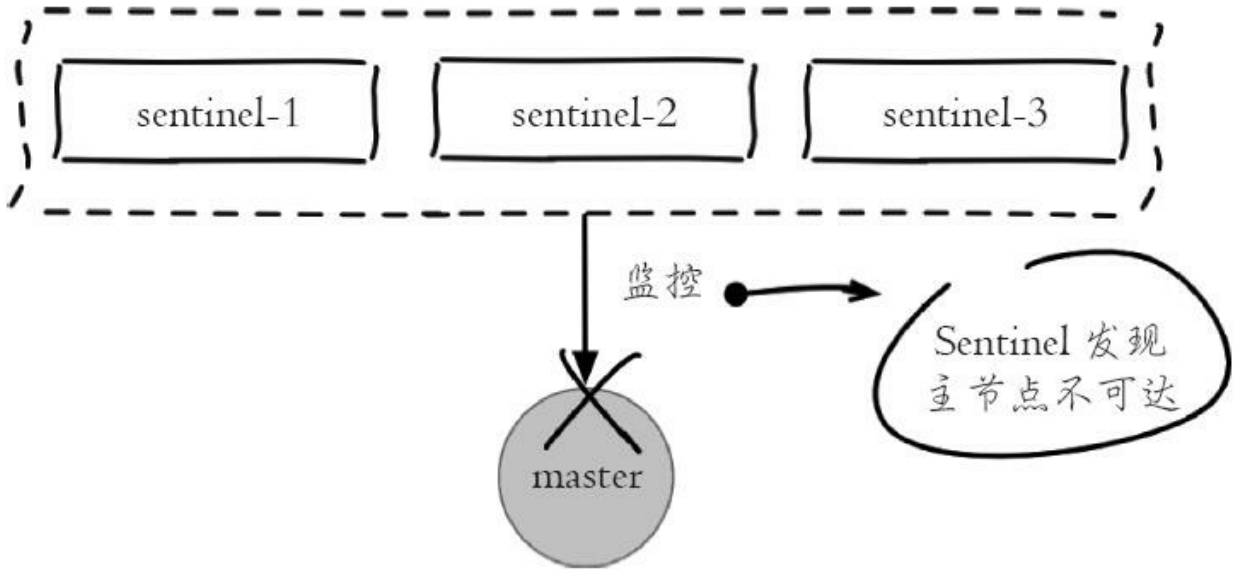 sentinel-1
sentinel-2
sentinel-3
监控
Sentinel 发现
主节点不可达
master